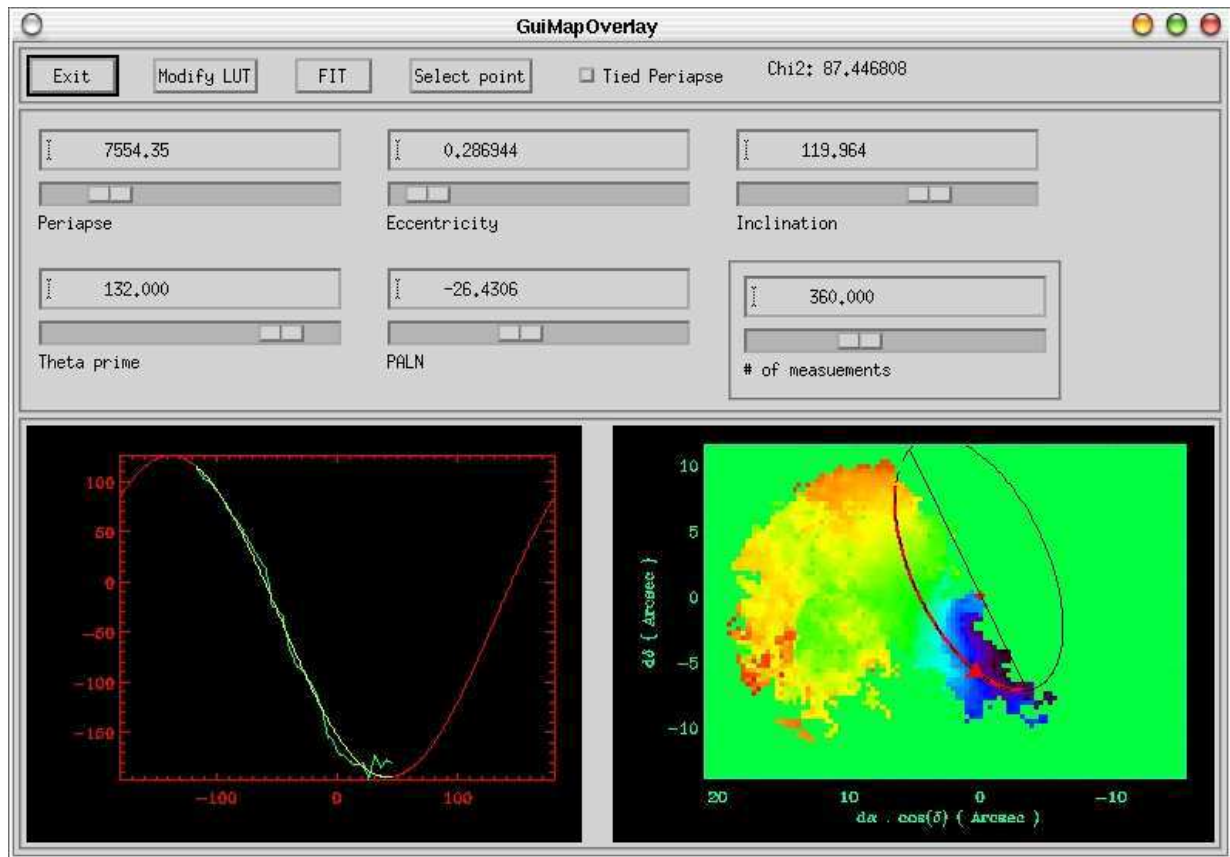 GuiMapOverlay
Exit Modify LUT FIT Select point Tied Periapse Chi2: 87.446808
7554.35 0.286944 119.964
Periapse Eccentricity Inclination
132.000 -26.4306 360.000
Theta prime PALN # of measuements
100
50
0
-50
-100
-150
-100 0 100
10
5
0
-5
-10
dδ ( Arcsec )
20 10 0 -10
dα . cos(δ) ( Arcsec )